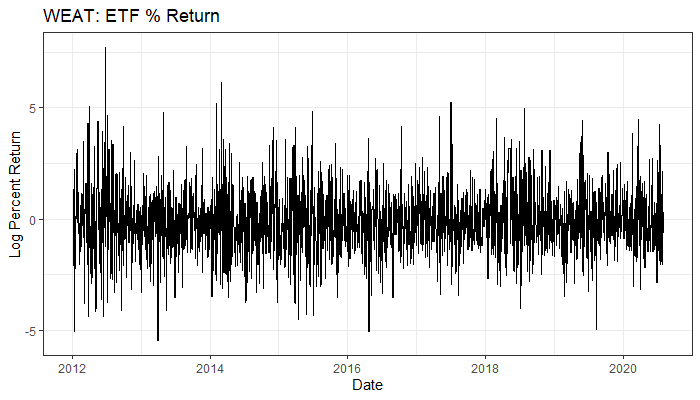 WEAT: ETF % Return
Log Percent Return
5
0
-5
2012 2014 2016 2018 2020
Date